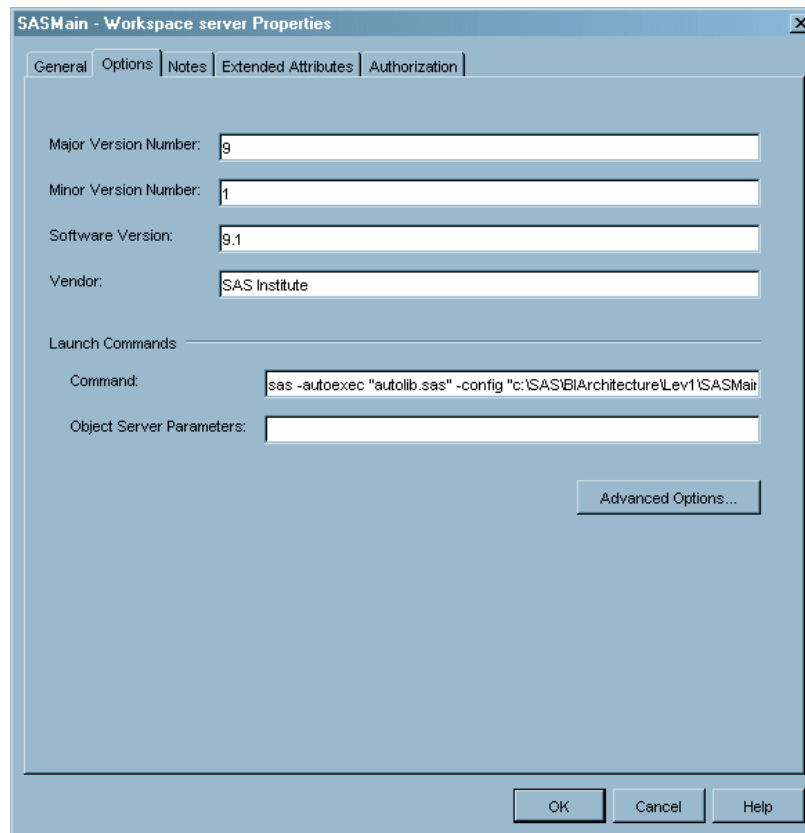 SASMain - Workspace server Properties
General Options Notes Extended Attributes Authorization
Major Version Number: 9
Minor Version Number: 1
Software Version: 9.1
Vendor: SAS Institute
Launch Commands
Command: sas -autoexec "autolib.sas" -config "c:\SAS\BIArchitecture\Lev1\SASMain
Object Server Parameters:
Advanced Options...
OK Cancel Help